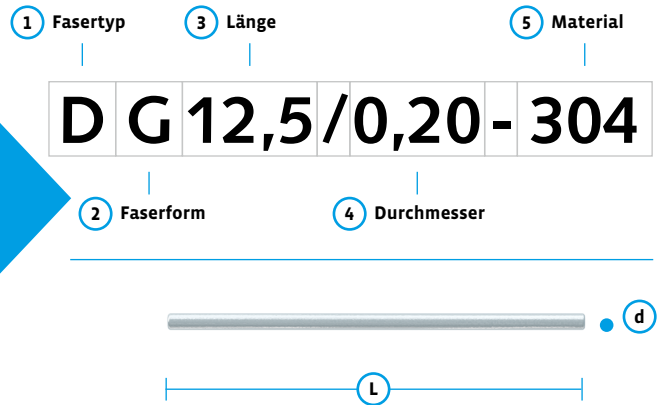 1 Fasertyp 3 Länge 5 Material
D G 12,5 / 0,20 - 304
2 Faserform 4 Durchmesser
d
L